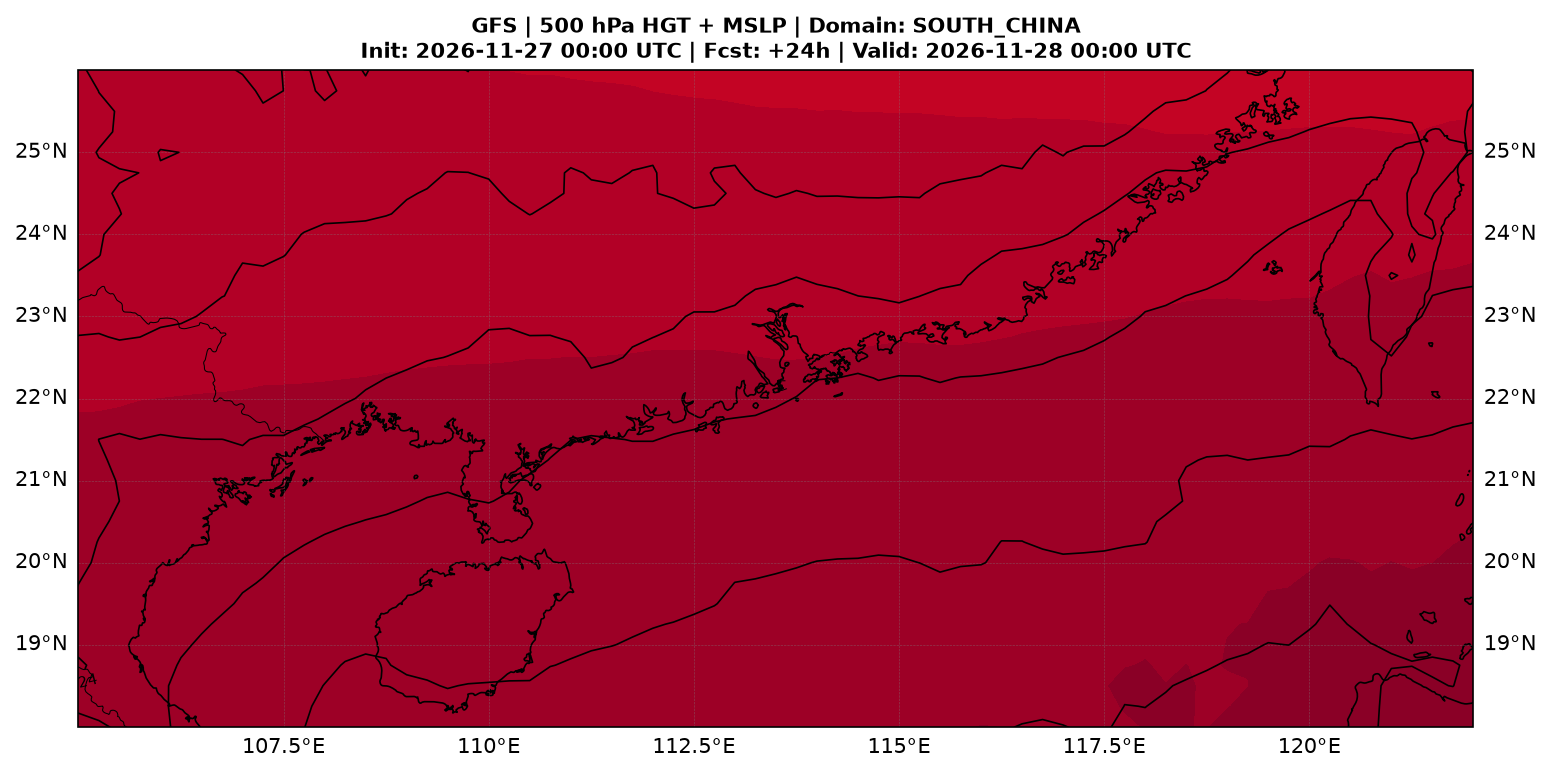 GFS | 500 hPa HGT + MSLP | Domain: SOUTH_CHINA
Init: 2026-11-27 00:00 UTC | Fcst: +24h | Valid: 2026-11-28 00:00 UTC
25°N 25°N
24°N 24°N
23°N 23°N
22°N 22°N
21°N 21°N
20°N 20°N
19°N 19°N
107.5°E 110°E 112.5°E 115°E 117.5°E 120°E